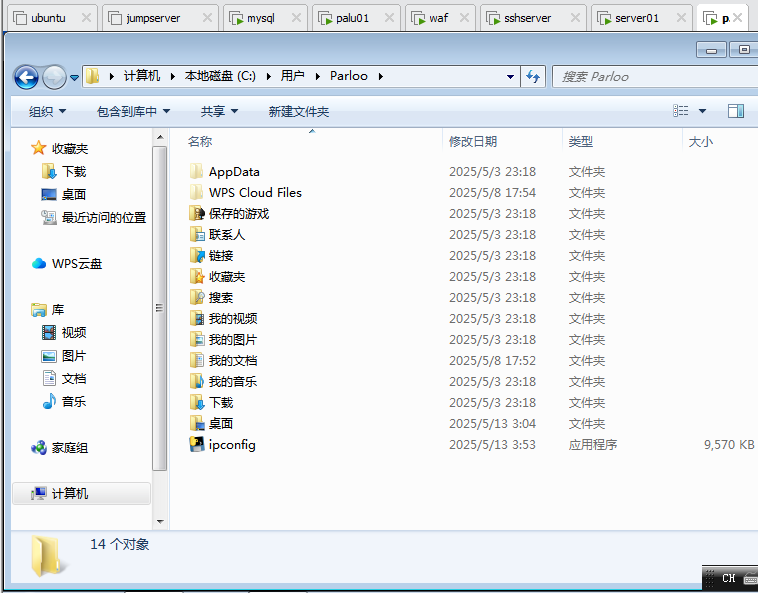 ubuntu jumpserver mysql palu01 waf sshserver server01 p
计算机 本地磁盘 (C:) 用户 Parloo 搜索 Parloo
组织 包含到库中 共享 新建文件夹
名称 修改日期 类型 大小
收藏夹
下载
桌面
最近访问的位置
WPS云盘
库
视频
图片
文档
音乐
家庭组
计算机
AppData 2025/5/3 23:18 文件夹
WPS Cloud Files 2025/5/8 17:54 文件夹
保存的游戏 2025/5/3 23:18 文件夹
联系人 2025/5/3 23:18 文件夹
链接 2025/5/3 23:18 文件夹
收藏夹 2025/5/3 23:18 文件夹
搜索 2025/5/3 23:18 文件夹
我的视频 2025/5/3 23:18 文件夹
我的图片 2025/5/3 23:18 文件夹
我的文档 2025/5/8 17:52 文件夹
我的音乐 2025/5/3 23:18 文件夹
下载 2025/5/3 23:18 文件夹
桌面 2025/5/13 3:04 文件夹
ipconfig 2025/5/13 3:53 应用程序 9,570 KB
14 个对象
CH